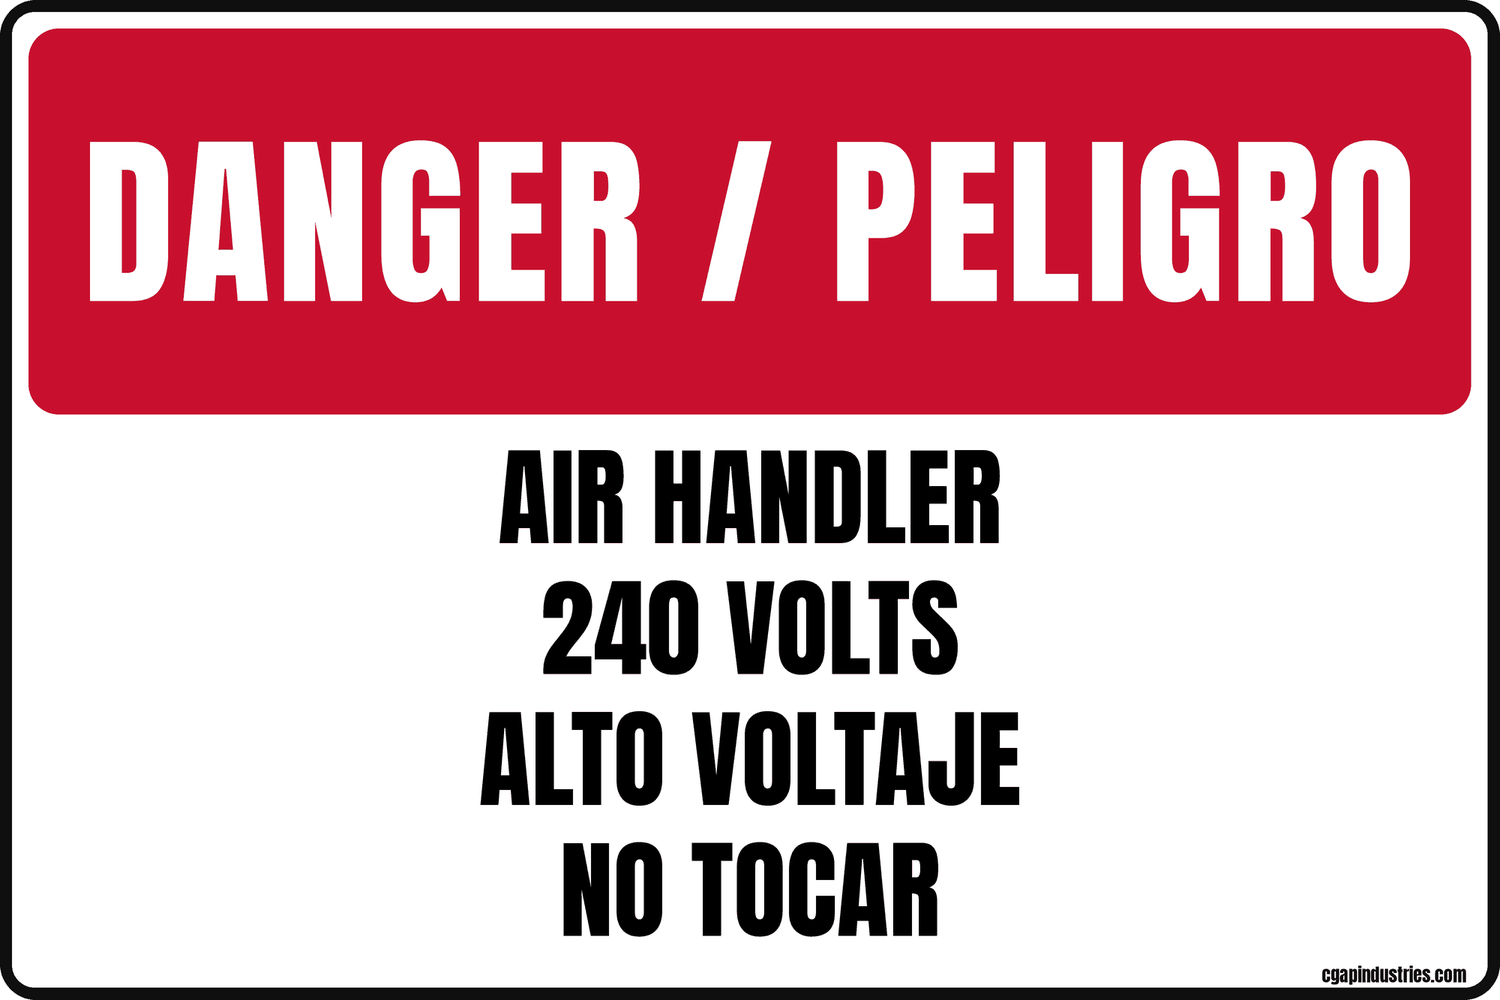 DANGER / PELIGRO
AIR HANDLER
240 VOLTS
ALTO VOLTAJE
NO TOCAR
cgapindustries.com